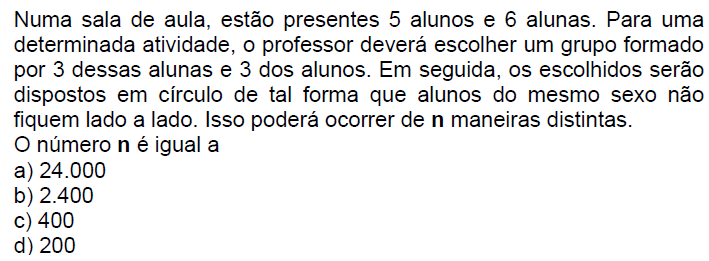 Numa sala de aula, estão presentes 5 alunos e 6 alunas. Para uma
determinada atividade, o professor deverá escolher um grupo formado
por 3 dessas alunas e 3 dos alunos. Em seguida, os escolhidos serão
dispostos em círculo de tal forma que alunos do mesmo sexo não
fiquem lado a lado. Isso poderá ocorrer de n maneiras distintas.
O número n é igual a
a) 24.000
b) 2.400
c) 400
d) 200